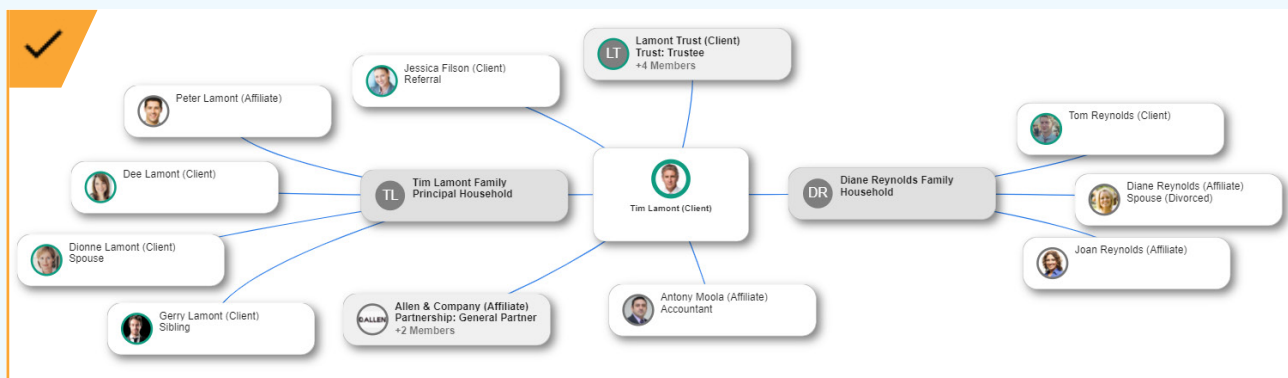 Lamont Trust (Client)
Trust: Trustee
+4 Members
LT
Jessica Filson (Client)
Referral
Peter Lamont (Affiliate)
Tom Reynolds (Client)
Dee Lamont (Client)
TL
Tim Lamont Family
Principal Household
Tim Lamont (Client)
DR
Diane Reynolds Family
Household
Diane Reynolds (Affiliate)
Spouse (Divorced)
Dionne Lamont (Client)
Spouse
Joan Reynolds (Affiliate)
Gerry Lamont (Client)
Sibling
ALLEN
Allen & Company (Affiliate)
Partnership: General Partner
+2 Members
Antony Moola (Affiliate)
Accountant